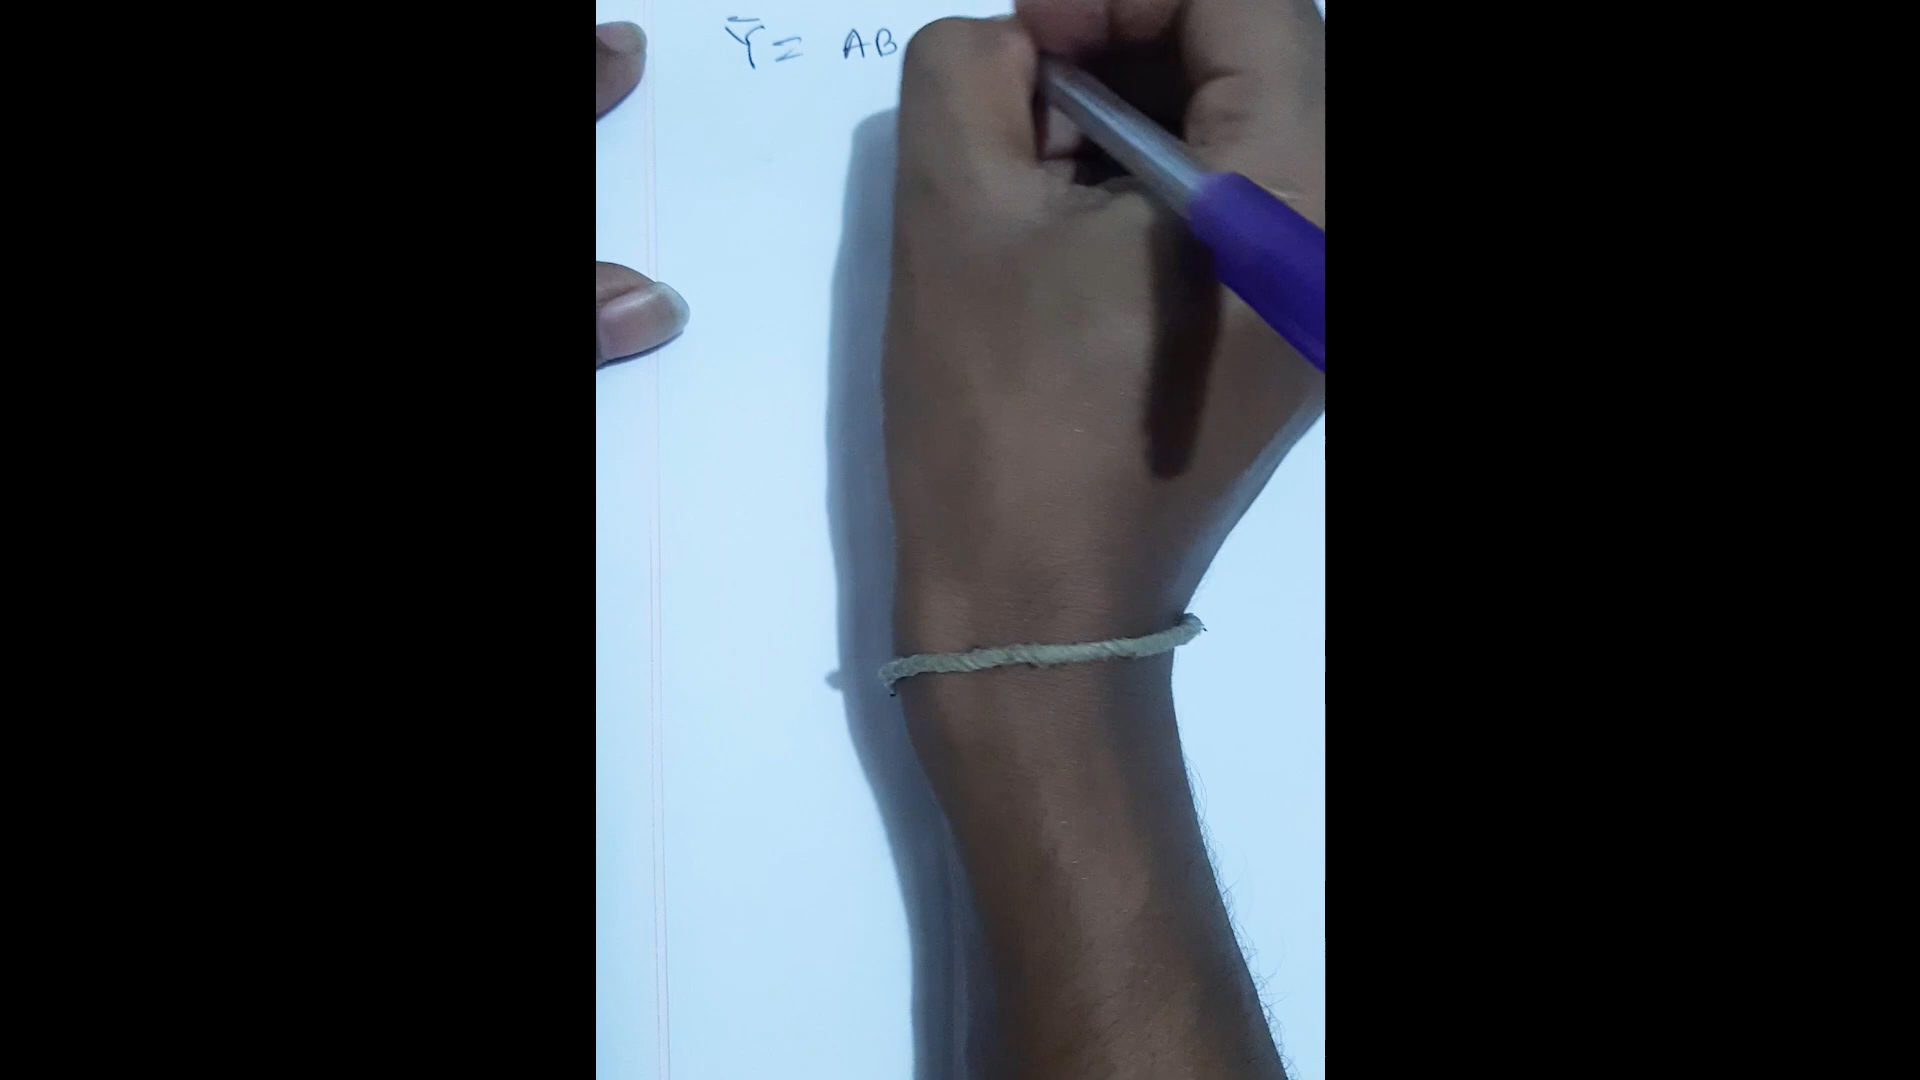 Ȳ = AB